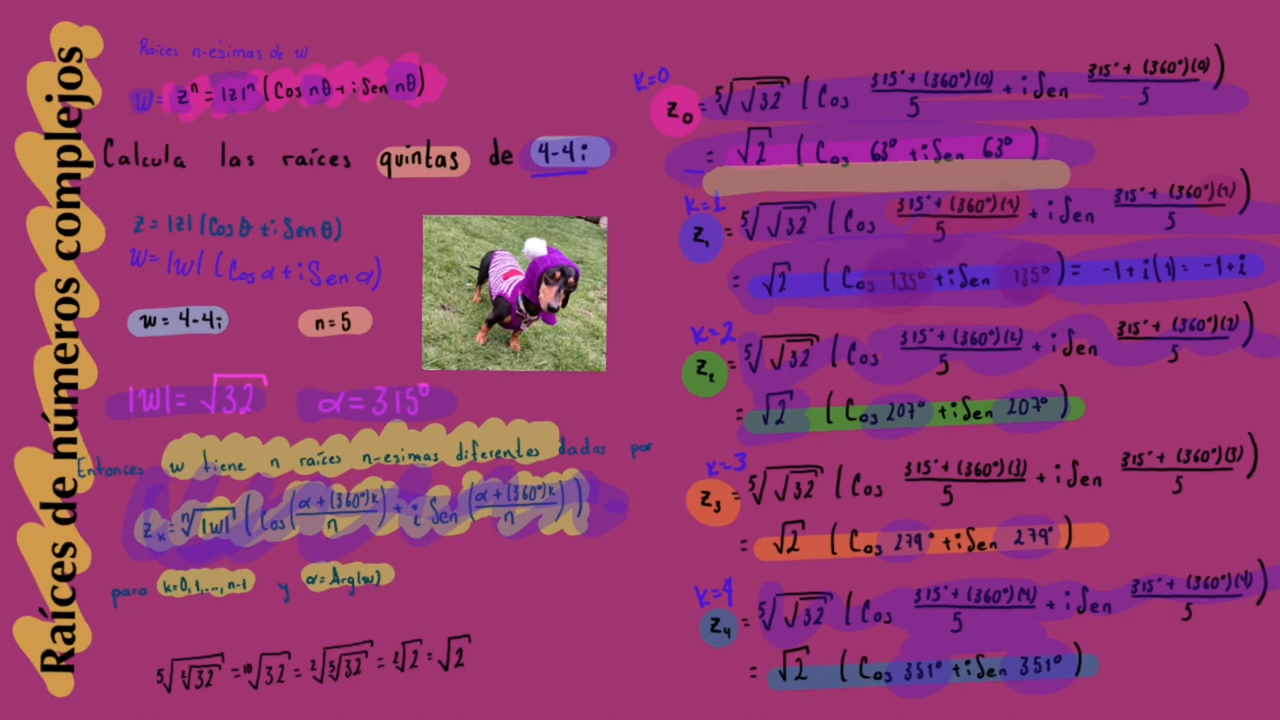 Raíces de números complejos
Raíces n-ésimas de w
w = zⁿ = |z|ⁿ (Cos nθ + i Sen nθ)
Calcula las raíces quintas de 4-4i
z = |z| (Cos θ + i Sen θ)
w = |w| (Cos α + i Sen α)
w = 4-4i n = 5
|w| = √32 α = 315°
Entonces w tiene n raíces n-esimas diferentes dadas por
z_k = ⁿ√|w| (Cos (α + (360°)k / n) + i Sen (α + (360°)k / n))
para k=0,1,...,n-1 y α = Arg(w)
⁵√²√32 = ¹⁰√32 = ²√⁵√32 = ²√2 = √2
K=0
z₀ = ⁵√√32 (Cos 315° + (360°)(0) / 5 + i Sen 315° + (360°)(0) / 5)
= √2 (Cos 63° + i Sen 63°)
K=1
z₁ = ⁵√√32 (Cos 315° + (360°)(1) / 5 + i Sen 315° + (360°)(1) / 5)
= √2 (Cos 135° + i Sen 135°) = -1 + i(1) = -1 + i
K=2
z₂ = ⁵√√32 (Cos 315° + (360°)(2) / 5 + i Sen 315° + (360°)(2) / 5)
= √2 (Cos 207° + i Sen 207°)
K=3
z₃ = ⁵√√32 (Cos 315° + (360°)(3) / 5 + i Sen 315° + (360°)(3) / 5)
= √2 (Cos 279° + i Sen 279°)
K=4
z₄ = ⁵√√32 (Cos 315° + (360°)(4) / 5 + i Sen 315° + (360°)(4) / 5)
= √2 (Cos 351° + i Sen 351°)